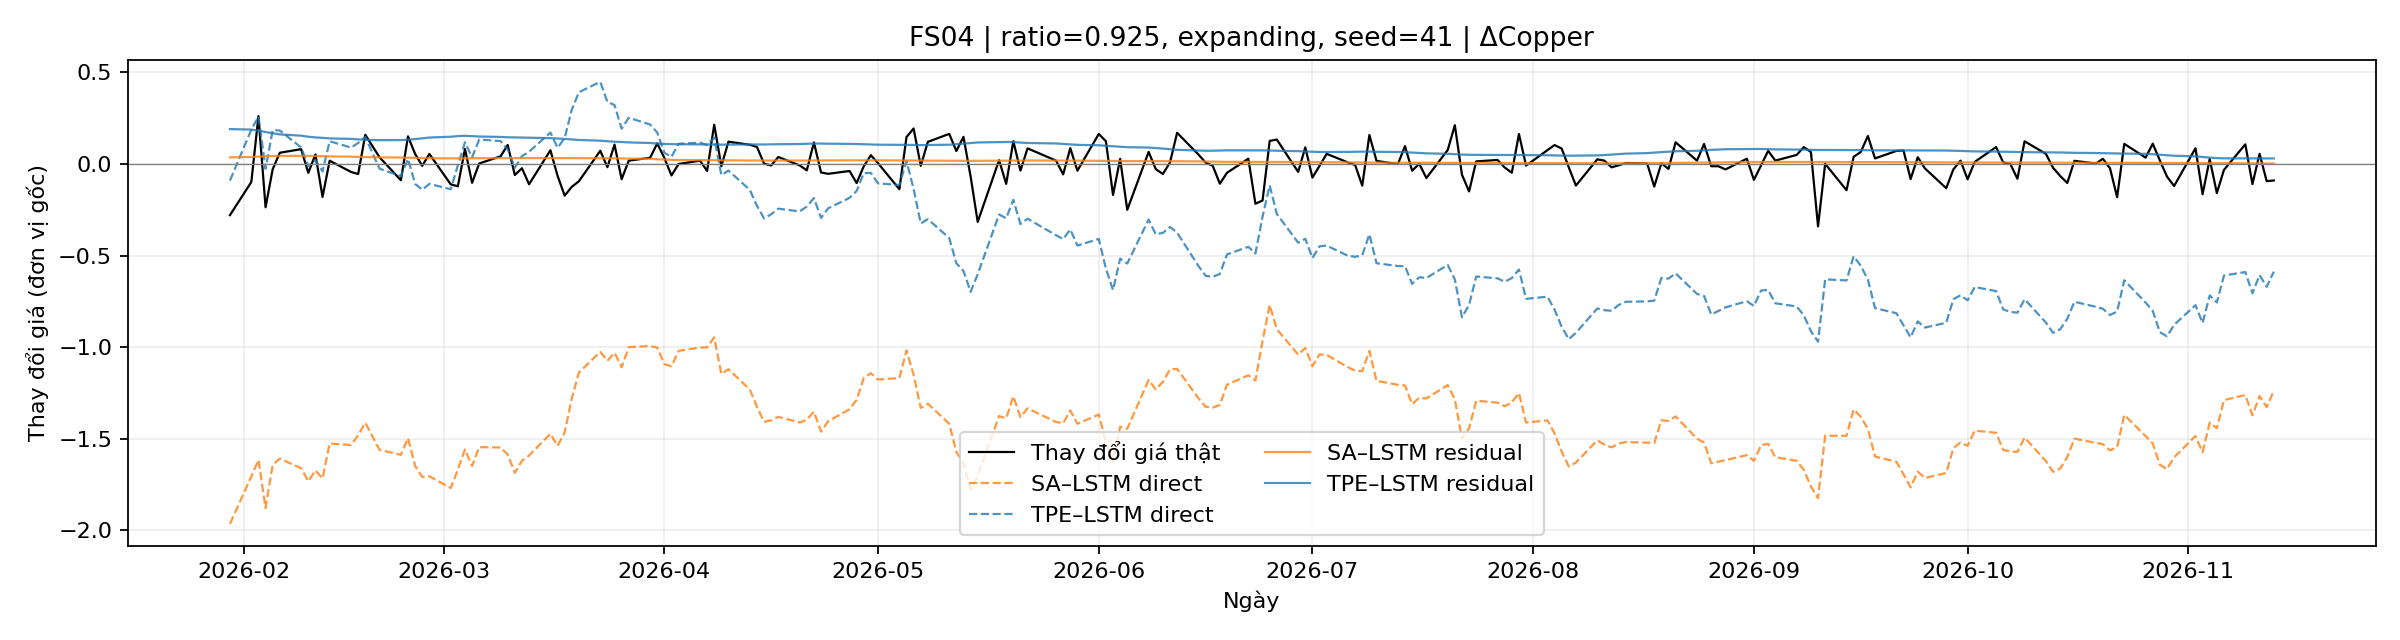 FS04 | ratio=0.925, expanding, seed=41 | ΔCopper
Thay đổi giá (đơn vị gốc)
0.5
0.0
−0.5
−1.0
−1.5
−2.0
Thay đổi giá thật
SA–LSTM direct
TPE–LSTM direct
SA–LSTM residual
TPE–LSTM residual
2026-02 2026-03 2026-04 2026-05 2026-06 2026-07 2026-08 2026-09 2026-10 2026-11
Ngày